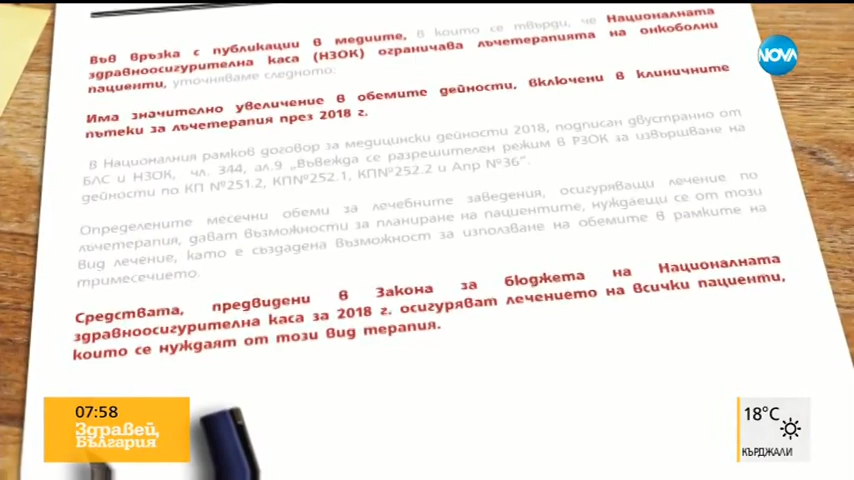 Във връзка с публикации в медиите, в които се твърди, че Националната
здравноосигурителна каса (НЗОК) ограничава лъчетерапията на онкоболни
пациенти, уточняваме следното:
Има значително увеличение в обемите дейности, включени в клиничните
пътеки за лъчетерапия през 2018 г.
В Националния рамков договор за медицински дейности 2018, подписан двустранно от
БЛС и НЗОК, чл. 344, ал.9 „Въвежда се разрешителен режим в РЗОК за извършване на
дейности по КП №251.2, КП№252.1, КП№252.2 и Апр №36“.
Определените месечни обеми за лечебните заведения, осигуряващи лечение по
лъчетерапия, дават възможности за планиране на пациентите, нуждаещи се от този
вид лечение, като е създадена възможност за използване на обемите в рамките на
тримесечието.
Средствата, предвидени в Закона за бюджета на Националната
здравноосигурителна каса за 2018 г. осигуряват лечението на всички пациенти,
които се нуждаят от този вид терапия.
NOVA
07:58
Здравей,
България
18°C
КЪРДЖАЛИ